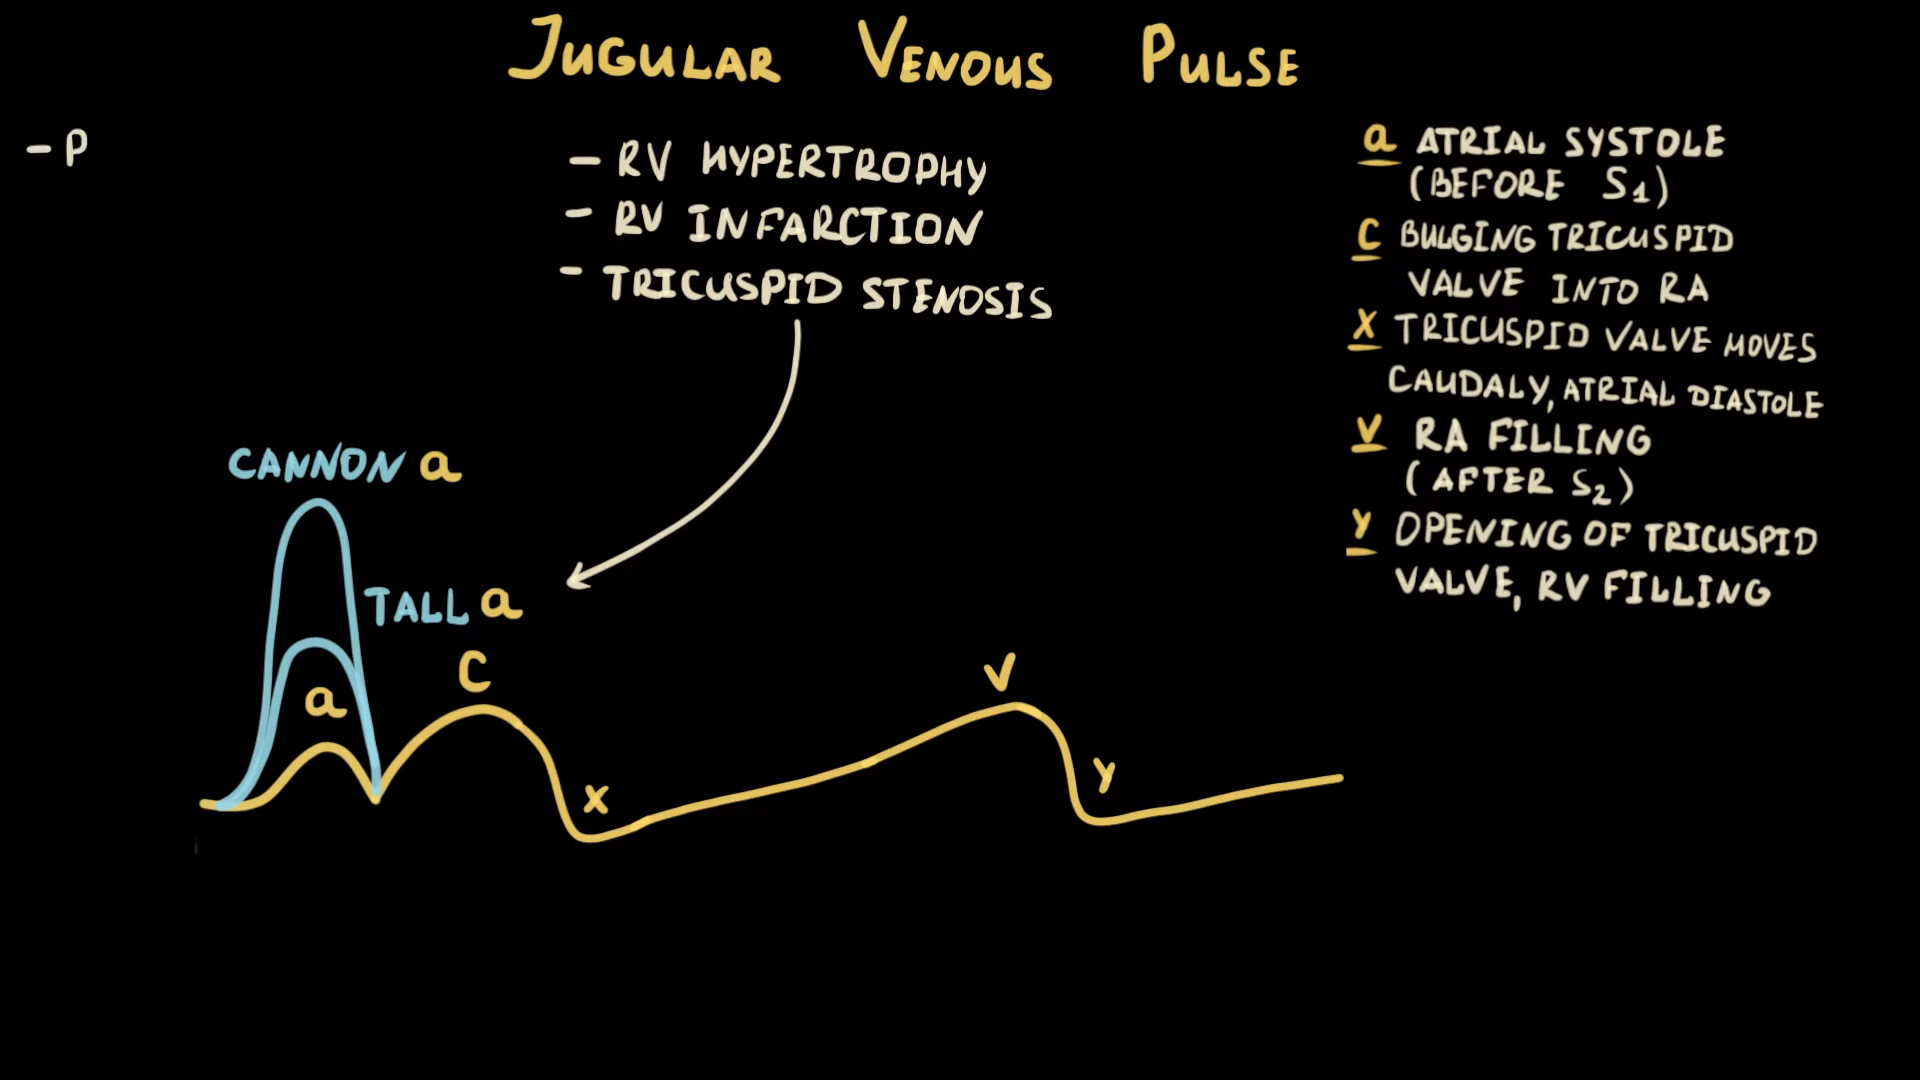 JUGULAR VENOUS PULSE
- P
- RV HYPERTROPHY
- RV INFARCTION
- TRICUSPID STENOSIS
a ATRIAL SYSTOLE
(BEFORE S1)
C BULGING TRICUSPID
VALVE INTO RA
X TRICUSPID VALVE MOVES
CAUDALY, ATRIAL DIASTOLE
V RA FILLING
(AFTER S2)
Y OPENING OF TRICUSPID
VALVE, RV FILLING
CANNON a
TALL a
a
C
X
V
Y